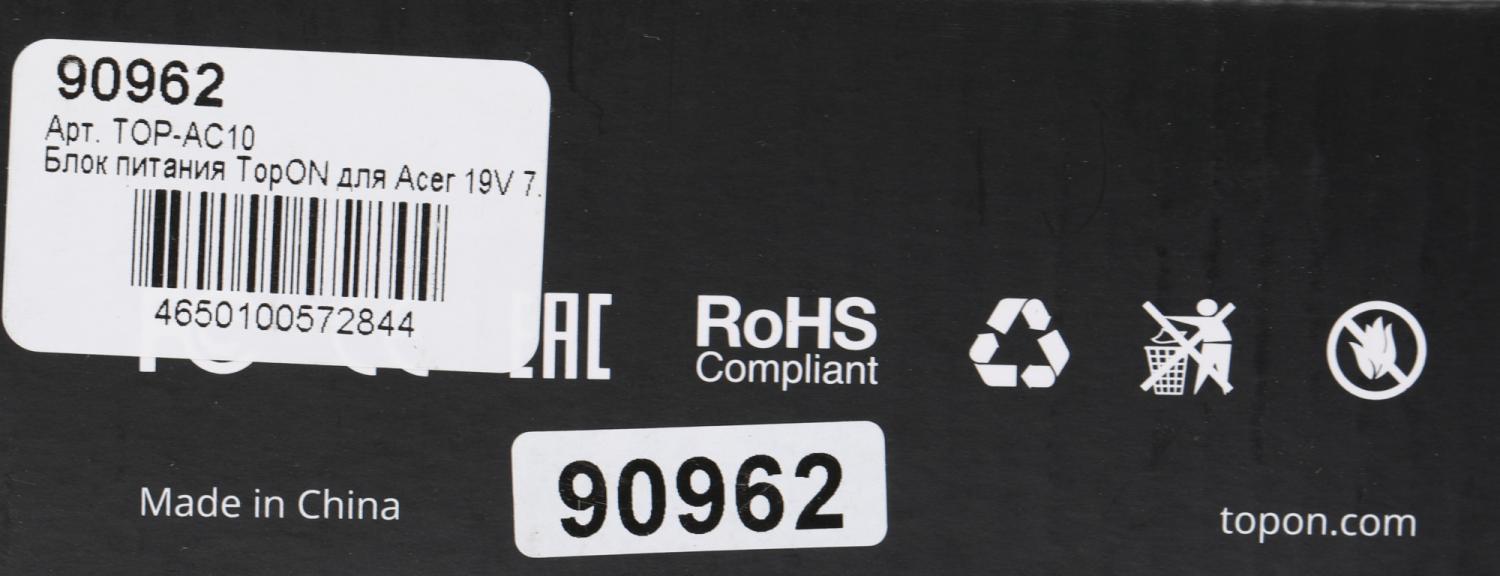 90962
Арт. TOP-AC10
Блок питания TopON для Acer 19V 7.
4650100572844
EAC
RoHS
Compliant
Made in China
90962
topon.com